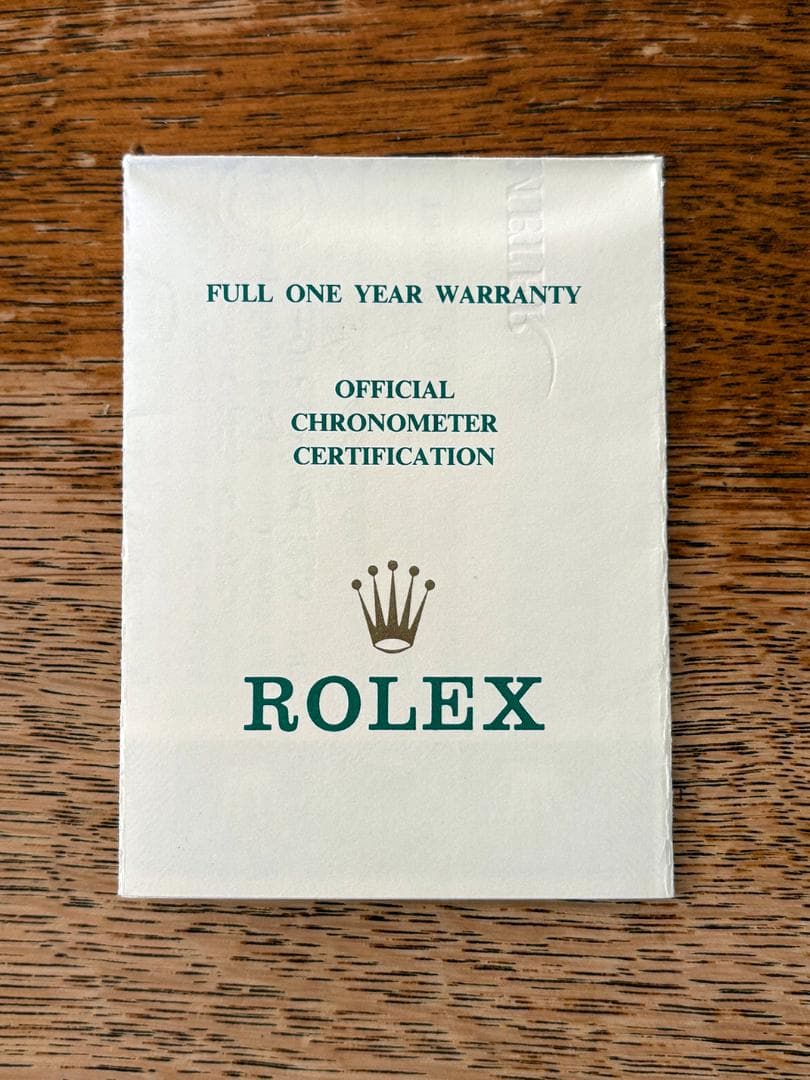 FULL ONE YEAR WARRANTY
OFFICIAL
CHRONOMETER
CERTIFICATION
ROLEX